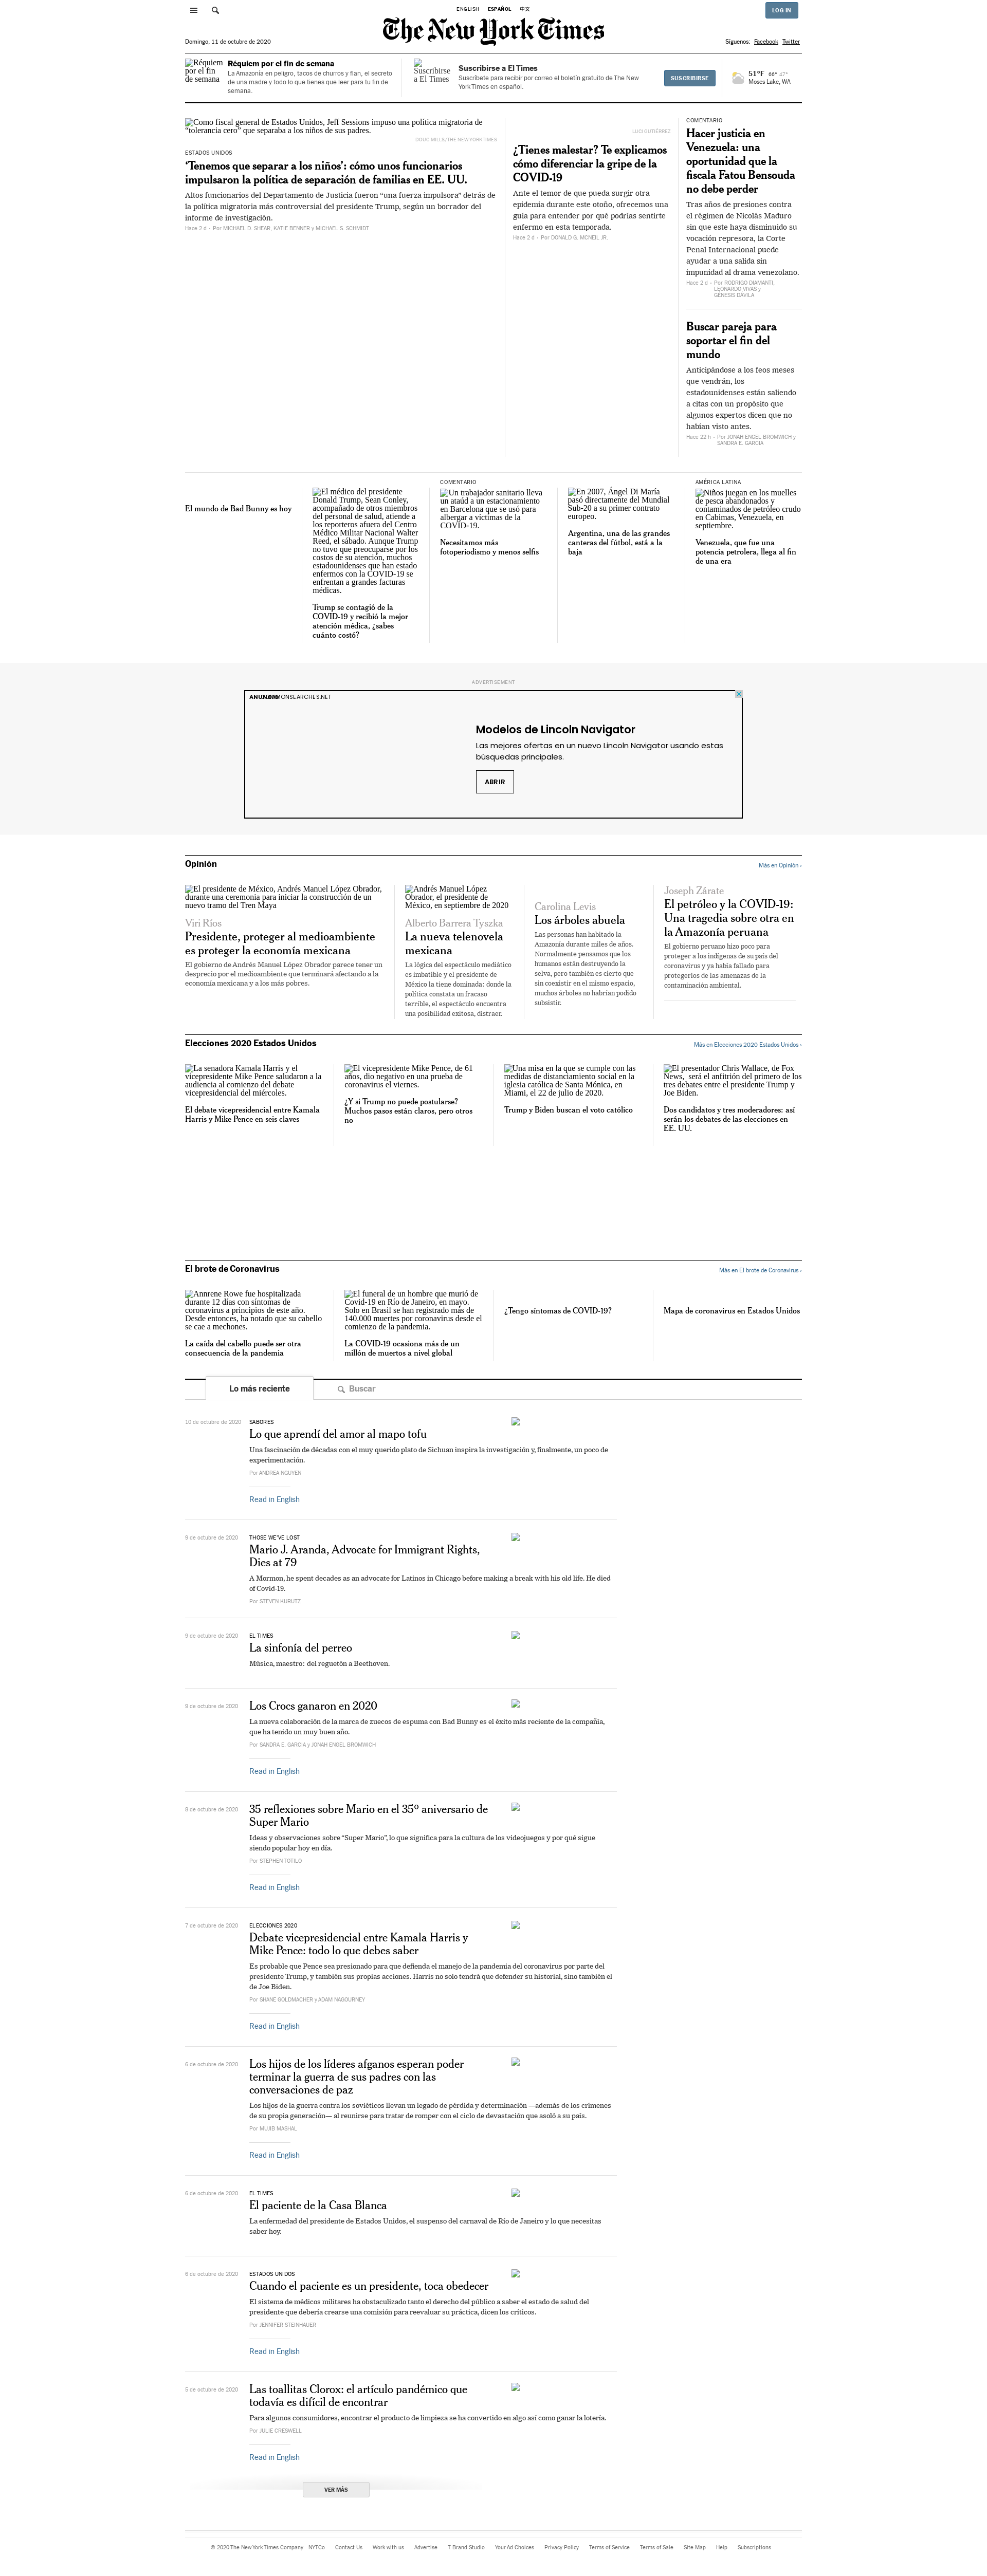 ENGLISH ESPAÑOL 中文
LOG IN
The New York Times
Domingo, 11 de octubre de 2020
Síguenos: Facebook Twitter
Réquiem por el fin de semana
Réquiem por el fin de semana
La Amazonía en peligro, tacos de churros y flan, el secreto
de una madre y todo lo que tienes que leer para tu fin de
semana.
Suscribirse a El Times
Suscribirse a El Times
Suscríbete para recibir por correo el boletín gratuito de The New
York Times en español.
SUSCRIBIRSE
51°F 66° 47°
Moses Lake, WA
Como fiscal general de Estados Unidos, Jeff Sessions impuso una política migratoria de
“tolerancia cero” que separaba a los niños de sus padres.
DOUG MILLS/THE NEW YORK TIMES
ESTADOS UNIDOS
‘Tenemos que separar a los niños’: cómo unos funcionarios
impulsaron la política de separación de familias en EE. UU.
Altos funcionarios del Departamento de Justicia fueron “una fuerza impulsora” detrás de
la política migratoria más controversial del presidente Trump, según un borrador del
informe de investigación.
Hace 2 d - Por MICHAEL D. SHEAR, KATIE BENNER y MICHAEL S. SCHMIDT
LUCI GUTIÉRREZ
¿Tienes malestar? Te explicamos
cómo diferenciar la gripe de la
COVID-19
Ante el temor de que pueda surgir otra
epidemia durante este otoño, ofrecemos una
guía para entender por qué podrías sentirte
enfermo en esta temporada.
Hace 2 d - Por DONALD G. MCNEIL JR.
COMENTARIO
Hacer justicia en
Venezuela: una
oportunidad que la
fiscala Fatou Bensouda
no debe perder
Tras años de presiones contra
el régimen de Nicolás Maduro
sin que este haya disminuido su
vocación represora, la Corte
Penal Internacional puede
ayudar a una salida sin
impunidad al drama venezolano.
Hace 2 d - Por RODRIGO DIAMANTI,
LEONARDO VIVAS y
GÉNESIS DÁVILA
Buscar pareja para
soportar el fin del
mundo
Anticipándose a los feos meses
que vendrán, los
estadounidenses están saliendo
a citas con un propósito que
algunos expertos dicen que no
habían visto antes.
Hace 22 h - Por JONAH ENGEL BROMWICH y
SANDRA E. GARCIA
El mundo de Bad Bunny es hoy
El médico del presidente
Donald Trump, Sean Conley,
acompañado de otros miembros
del personal de salud, atiende a
los reporteros afuera del Centro
Médico Militar Nacional Walter
Reed, el sábado. Aunque Trump
no tuvo que preocuparse por los
costos de su atención, muchos
estadounidenses que han estado
enfermos con la COVID-19 se
enfrentan a grandes facturas
médicas.
Trump se contagió de la
COVID-19 y recibió la mejor
atención médica, ¿sabes
cuánto costó?
COMENTARIO
Un trabajador sanitario lleva
un ataúd a un estacionamiento
en Barcelona que se usó para
albergar a víctimas de la
COVID-19.
Necesitamos más
fotoperiodismo y menos selfis
En 2007, Ángel Di María
pasó directamente del Mundial
Sub-20 a su primer contrato
europeo.
Argentina, una de las grandes
canteras del fútbol, está a la
baja
AMÉRICA LATINA
Niños juegan en los muelles
de pesca abandonados y
contaminados de petróleo crudo
en Cabimas, Venezuela, en
septiembre.
Venezuela, que fue una
potencia petrolera, llega al fin
de una era
ADVERTISEMENT
Modelos de Lincoln Navigator
Las mejores ofertas en un nuevo Lincoln Navigator usando estas
búsquedas principales.
ABRIR
Opinión
Más en Opinión ›
El presidente de México, Andrés Manuel López Obrador,
durante una ceremonia para iniciar la construcción de un
nuevo tramo del Tren Maya
Viri Ríos
Presidente, proteger al medioambiente
es proteger la economía mexicana
El gobierno de Andrés Manuel López Obrador parece tener un
desprecio por el medioambiente que terminará afectando a la
economía mexicana y a los más pobres.
Andrés Manuel López
Obrador, el presidente de
México, en septiembre de 2020
Alberto Barrera Tyszka
La nueva telenovela
mexicana
La lógica del espectáculo mediático
es imbatible y el presidente de
México la tiene dominada: donde la
política constata un fracaso
terrible, el espectáculo encuentra
una posibilidad exitosa, distraer.
Carolina Levis
Los árboles abuela
Las personas han habitado la
Amazonía durante miles de años.
Normalmente pensamos que los
humanos están destruyendo la
selva, pero también es cierto que
sin coexistir en el mismo espacio,
muchos árboles no habrían podido
subsistir.
Joseph Zárate
El petróleo y la COVID-19:
Una tragedia sobre otra en
la Amazonía peruana
El gobierno peruano hizo poco para
proteger a los indígenas de su país del
coronavirus y ya había fallado para
protegerlos de las amenazas de la
contaminación ambiental.
Elecciones 2020 Estados Unidos
Más en Elecciones 2020 Estados Unidos ›
La senadora Kamala Harris y el
vicepresidente Mike Pence saludaron a la
audiencia al comienzo del debate
vicepresidencial del miércoles.
El debate vicepresidencial entre Kamala
Harris y Mike Pence en seis claves
El vicepresidente Mike Pence, de 61
años, dio negativo en una prueba de
coronavirus el viernes.
¿Y si Trump no puede postularse?
Muchos pasos están claros, pero otros
no
Una misa en la que se cumple con las
medidas de distanciamiento social en la
iglesia católica de Santa Mónica, en
Miami, el 22 de julio de 2020.
Trump y Biden buscan el voto católico
El presentador Chris Wallace, de Fox
News, será el anfitrión del primero de los
tres debates entre el presidente Trump y
Joe Biden.
Dos candidatos y tres moderadores: así
serán los debates de las elecciones en
EE. UU.
El brote de Coronavirus
Más en El brote de Coronavirus ›
Annrene Rowe fue hospitalizada
durante 12 días con síntomas de
coronavirus a principios de este año.
Desde entonces, ha notado que su cabello
se cae a mechones.
La caída del cabello puede ser otra
consecuencia de la pandemia
El funeral de un hombre que murió de
Covid-19 en Río de Janeiro, en mayo.
Solo en Brasil se han registrado más de
140.000 muertes por coronavirus desde el
comienzo de la pandemia.
La COVID-19 ocasiona más de un
millón de muertos a nivel global
¿Tengo síntomas de COVID-19?
Mapa de coronavirus en Estados Unidos
Lo más reciente
Buscar
10 de octubre de 2020
SABORES
Lo que aprendí del amor al mapo tofu
Una fascinación de décadas con el muy querido plato de Sichuan inspira la investigación y, finalmente, un poco de
experimentación.
Por ANDREA NGUYEN
Read in English
9 de octubre de 2020
THOSE WE’VE LOST
Mario J. Aranda, Advocate for Immigrant Rights,
Dies at 79
A Mormon, he spent decades as an advocate for Latinos in Chicago before making a break with his old life. He died
of Covid-19.
Por STEVEN KURUTZ
9 de octubre de 2020
EL TIMES
La sinfonía del perreo
Música, maestro: del reguetón a Beethoven.
9 de octubre de 2020
Los Crocs ganaron en 2020
La nueva colaboración de la marca de zuecos de espuma con Bad Bunny es el éxito más reciente de la compañía,
que ha tenido un muy buen año.
Por SANDRA E. GARCIA y JONAH ENGEL BROMWICH
Read in English
8 de octubre de 2020
35 reflexiones sobre Mario en el 35º aniversario de
Super Mario
Ideas y observaciones sobre “Super Mario”, lo que significa para la cultura de los videojuegos y por qué sigue
siendo popular hoy en día.
Por STEPHEN TOTILO
Read in English
7 de octubre de 2020
ELECCIONES 2020
Debate vicepresidencial entre Kamala Harris y
Mike Pence: todo lo que debes saber
Es probable que Pence sea presionado para que defienda el manejo de la pandemia del coronavirus por parte del
presidente Trump, y también sus propias acciones. Harris no solo tendrá que defender su historial, sino también el
de Joe Biden.
Por SHANE GOLDMACHER y ADAM NAGOURNEY
Read in English
6 de octubre de 2020
Los hijos de los líderes afganos esperan poder
terminar la guerra de sus padres con las
conversaciones de paz
Los hijos de la guerra contra los soviéticos llevan un legado de pérdida y determinación —además de los crímenes
de su propia generación— al reunirse para tratar de romper con el ciclo de devastación que asoló a su país.
Por MUJIB MASHAL
Read in English
6 de octubre de 2020
EL TIMES
El paciente de la Casa Blanca
La enfermedad del presidente de Estados Unidos, el suspenso del carnaval de Río de Janeiro y lo que necesitas
saber hoy.
6 de octubre de 2020
ESTADOS UNIDOS
Cuando el paciente es un presidente, toca obedecer
El sistema de médicos militares ha obstaculizado tanto el derecho del público a saber el estado de salud del
presidente que debería crearse una comisión para reevaluar su práctica, dicen los críticos.
Por JENNIFER STEINHAUER
Read in English
5 de octubre de 2020
Las toallitas Clorox: el artículo pandémico que
todavía es difícil de encontrar
Para algunos consumidores, encontrar el producto de limpieza se ha convertido en algo así como ganar la lotería.
Por JULIE CRESWELL
Read in English
VER MÁS
© 2020 The New York Times Company NYTCo Contact Us Work with us Advertise T Brand Studio Your Ad Choices Privacy Policy Terms of Service Terms of Sale Site Map Help Subscriptions